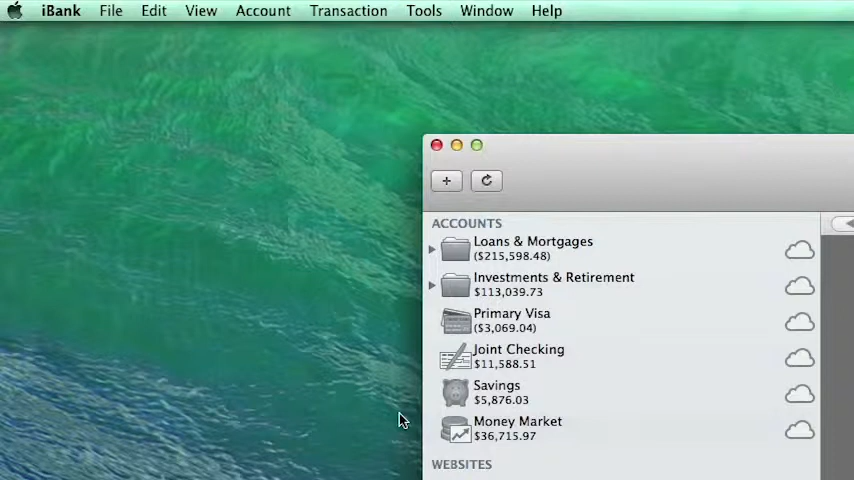 iBank File Edit View Account Transaction Tools Window Help
+
ACCOUNTS
Loans & Mortgages
($215,598.48)
Investments & Retirement
$113,039.73
Primary Visa
($3,069.04)
Joint Checking
$11,588.51
Savings
$5,876.03
Money Market
$36,715.97
WEBSITES